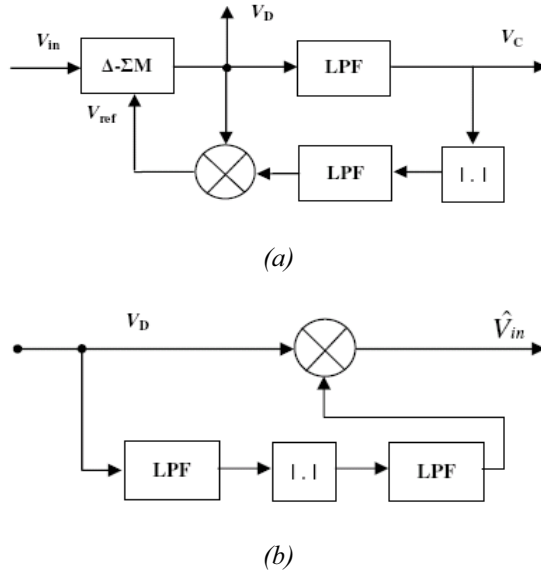 V_D
V_in
Δ-ΣM
LPF
V_C
V_ref
LPF
| . |
(a)
V_D
V̂_in
LPF
| . |
LPF
(b)